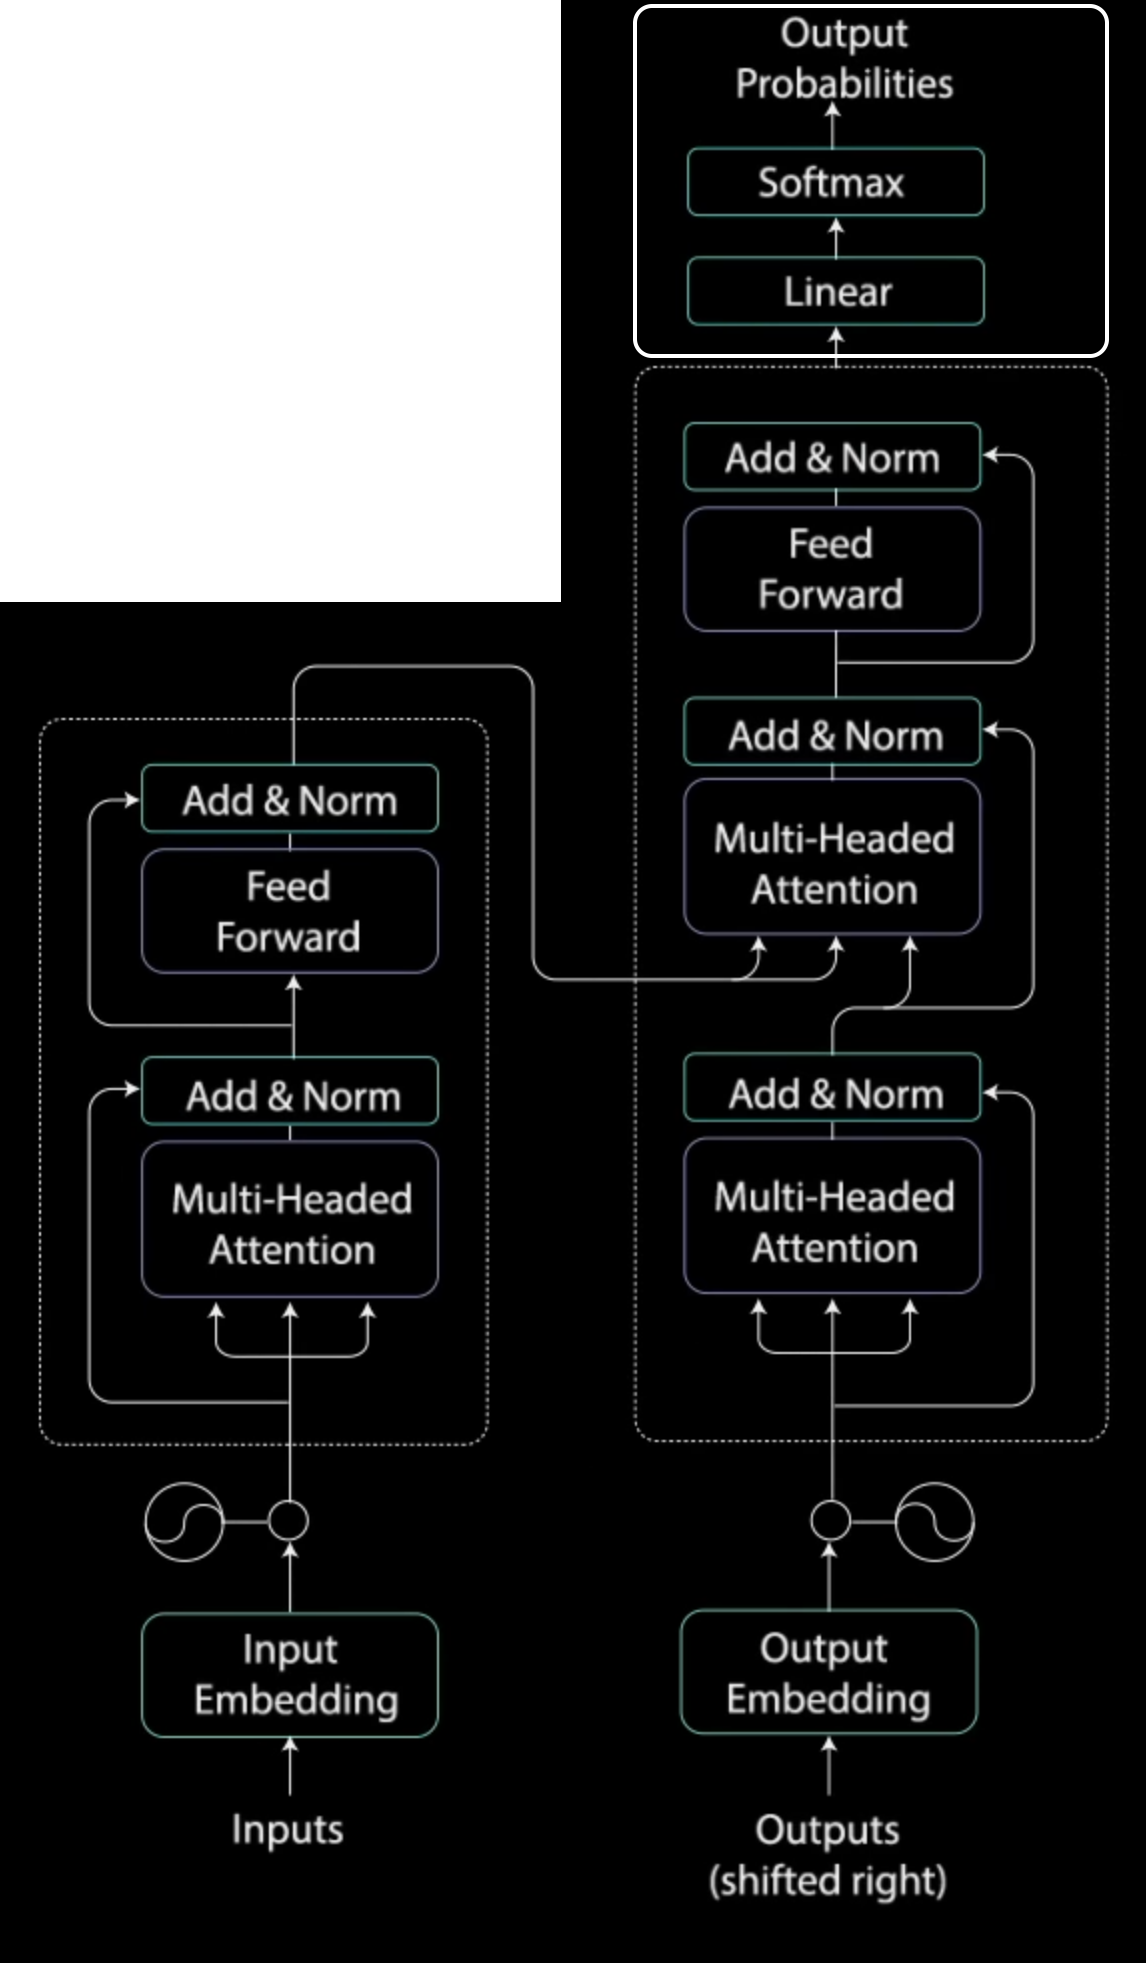 Output
Probabilities
Softmax
Linear
Add & Norm
Feed
Forward
Add & Norm
Multi-Headed
Attention
Add & Norm
Multi-Headed
Attention
Output
Embedding
Outputs
(shifted right)
Add & Norm
Feed
Forward
Add & Norm
Multi-Headed
Attention
Input
Embedding
Inputs